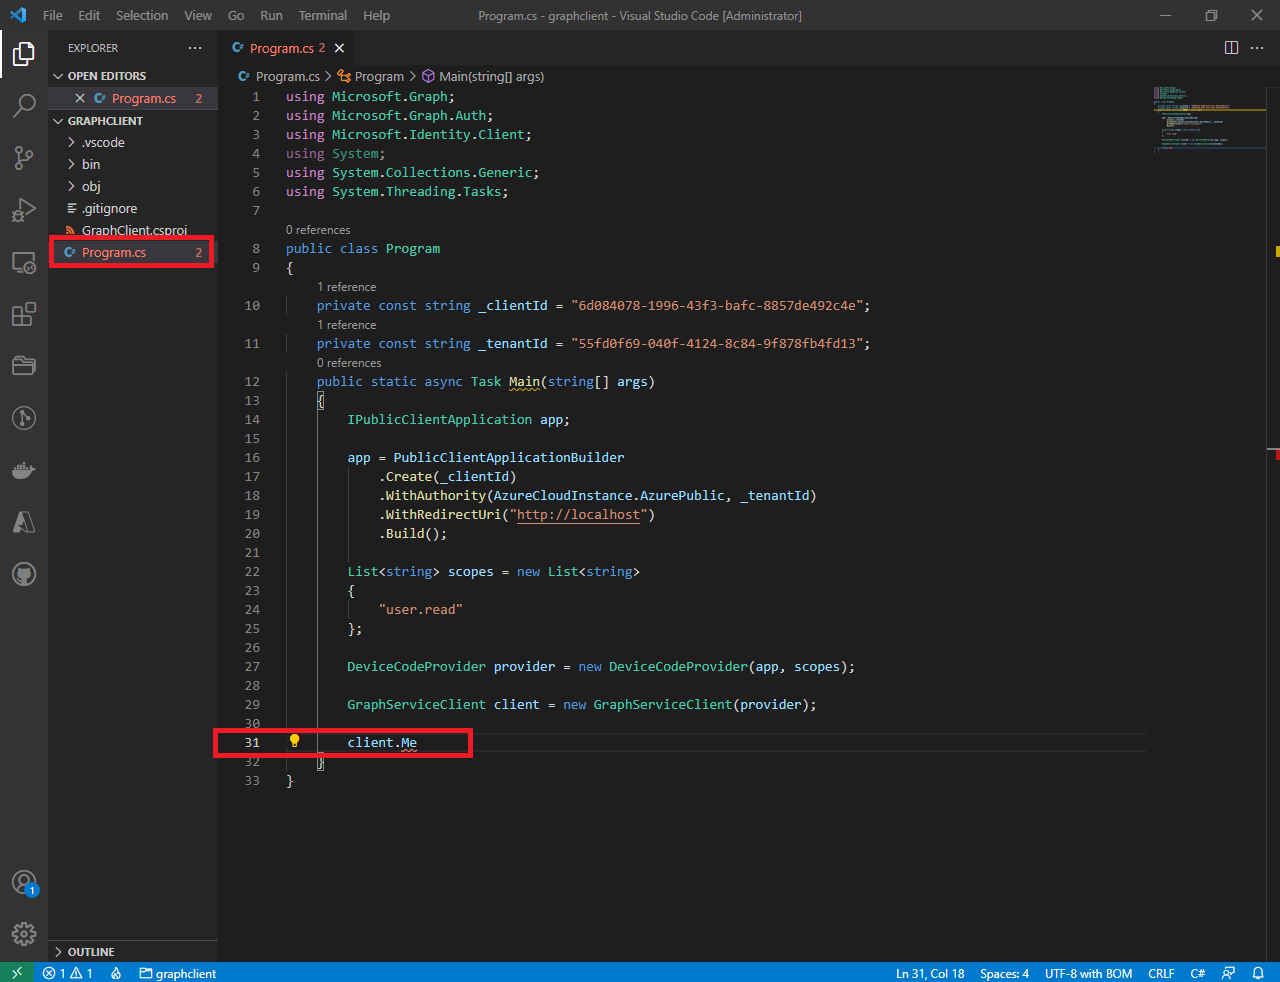 File Edit Selection View Go Run Terminal Help Program.cs - graphclient - Visual Studio Code [Administrator]
EXPLORER ...
OPEN EDITORS
Program.cs 2
GRAPHCLIENT
.vscode
bin
obj
.gitignore
GraphClient.csproj
C# Program.cs 2
C# Program.cs 2
C# Program.cs > Program > Main(string[] args)
1 using Microsoft.Graph;
2 using Microsoft.Graph.Auth;
3 using Microsoft.Identity.Client;
4 using System;
5 using System.Collections.Generic;
6 using System.Threading.Tasks;
7
0 references
8 public class Program
9 {
1 reference
10 private const string _clientId = "6d084078-1996-43f3-bafc-8857de492c4e";
1 reference
11 private const string _tenantId = "55fd0f69-040f-4124-8c84-9f878fb4fd13";
0 references
12 public static async Task Main(string[] args)
13 {
14 IPublicClientApplication app;
15
16 app = PublicClientApplicationBuilder
17 .Create(_clientId)
18 .WithAuthority(AzureCloudInstance.AzurePublic, _tenantId)
19 .WithRedirectUri("http://localhost")
20 .Build();
21
22 List<string> scopes = new List<string>
23 {
24 "user.read"
25 };
26
27 DeviceCodeProvider provider = new DeviceCodeProvider(app, scopes);
28
29 GraphServiceClient client = new GraphServiceClient(provider);
30
31 client.Me
32 }
33 }
1
OUTLINE
1 1 graphclient Ln 31, Col 18 Spaces: 4 UTF-8 with BOM CRLF C#